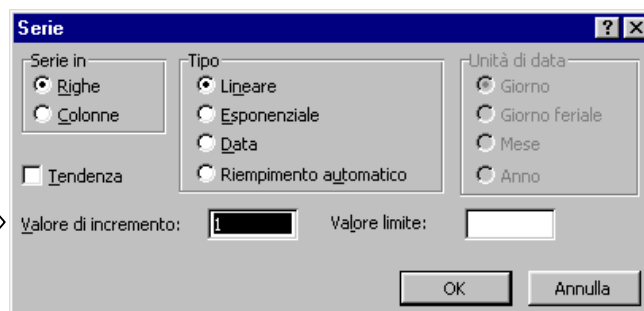 Serie
Serie in
Righe
Colonne
Tendenza
Tipo
Lineare
Esponenziale
Data
Riempimento automatico
Unità di data
Giorno
Giorno feriale
Mese
Anno
Valore di incremento: 1
Valore limite:
OK
Annulla